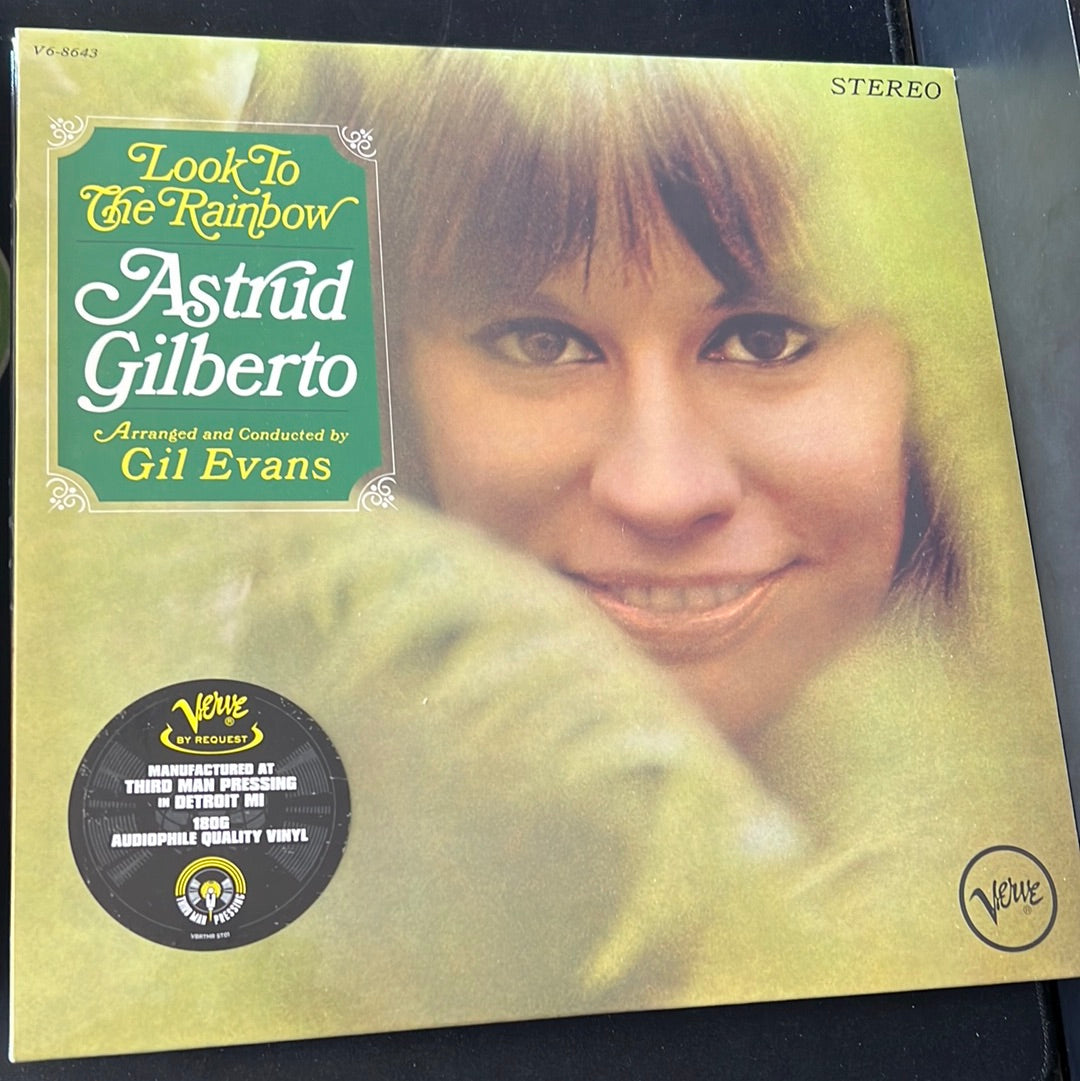 V6-8643
STEREO
Look To
The Rainbow
Astrud
Gilberto
Arranged and Conducted by
Gil Evans
Verve®
BY REQUEST
MANUFACTURED AT
THIRD MAN PRESSING
IN DETROIT MI
180G
AUDIOPHILE QUALITY VINYL
THIRD MAN PRESSING
Verve®